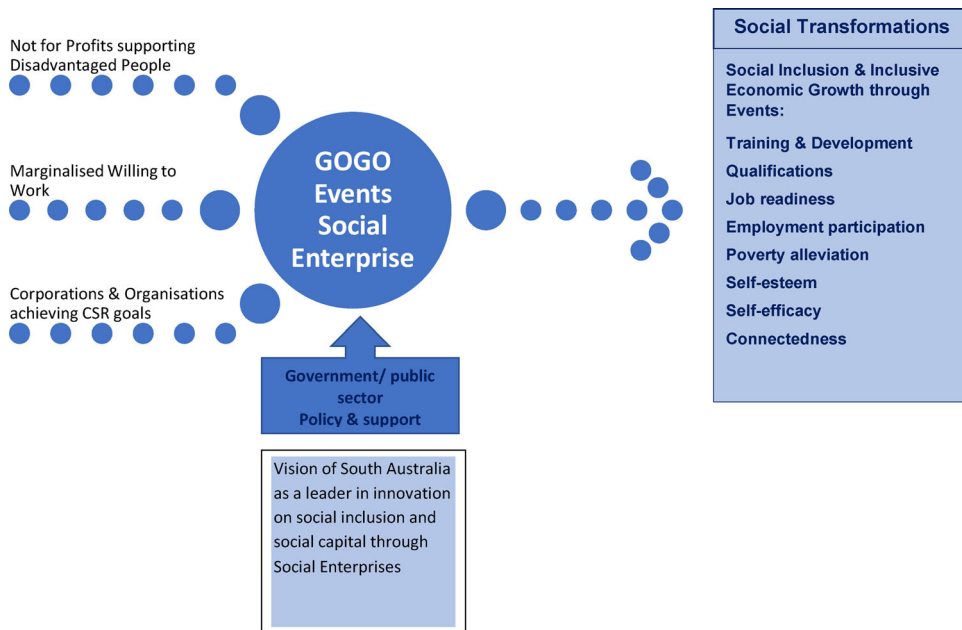 Not for Profits supporting
Disadvantaged People
Marginalised Willing to
Work
Corporations & Organisations
achieving CSR goals
GOGO
Events
Social
Enterprise
Government/ public
sector
Policy & support
Vision of South Australia
as a leader in innovation
on social inclusion and
social capital through
Social Enterprises
Social Transformations
Social Inclusion & Inclusive
Economic Growth through
Events:
Training & Development
Qualifications
Job readiness
Employment participation
Poverty alleviation
Self-esteem
Self-efficacy
Connectedness